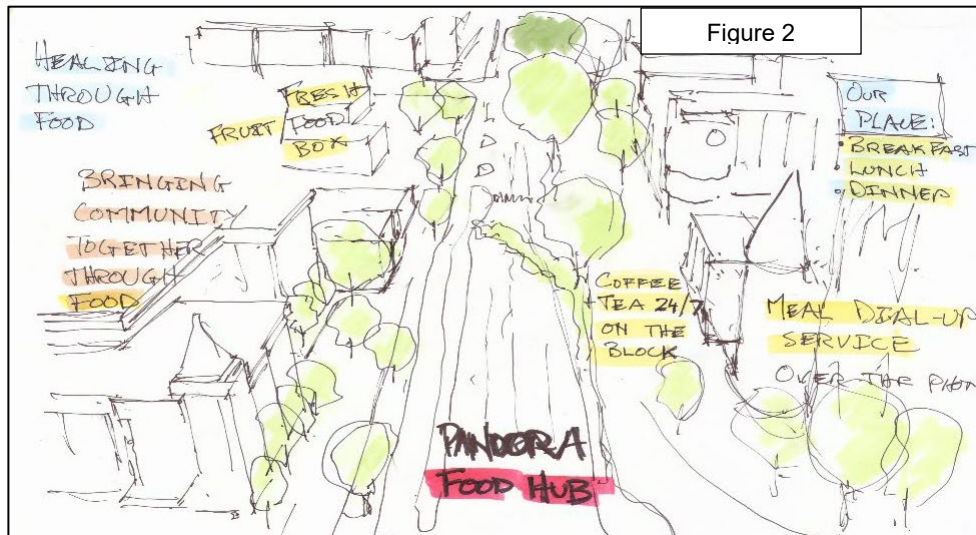 Figure 2
HEALING
THROUGH
FOOD
FRESH
FRUIT FOOD
BOX
OUR
PLACE:
• BREAKFAST
• LUNCH
• DINNER
BRINGING
COMMUNITY
TOGETHER
THROUGH
FOOD
COFFEE
TEA 24/7
ON THE
BLOCK
MEAL DIAL-UP
SERVICE
OVER THE PHON
PANDORA
FOOD HUB